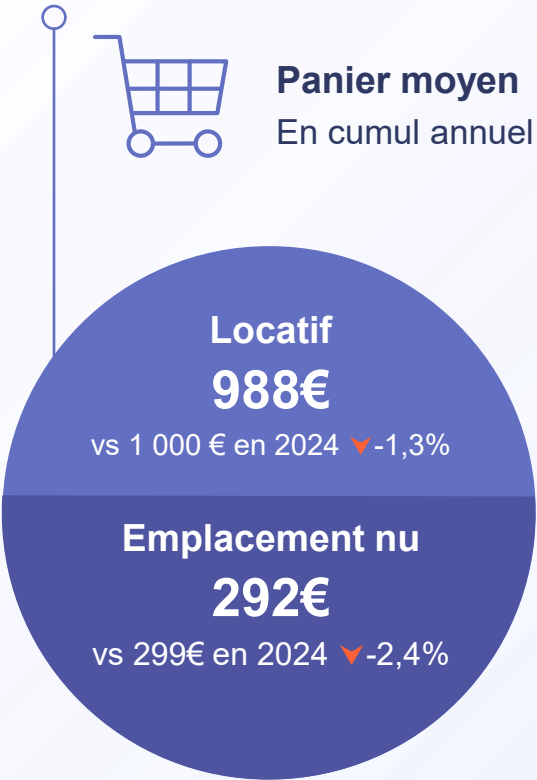 Panier moyen
En cumul annuel
Locatif
988€
vs 1 000 € en 2024 -1,3%
Emplacement nu
292€
vs 299€ en 2024 -2,4%